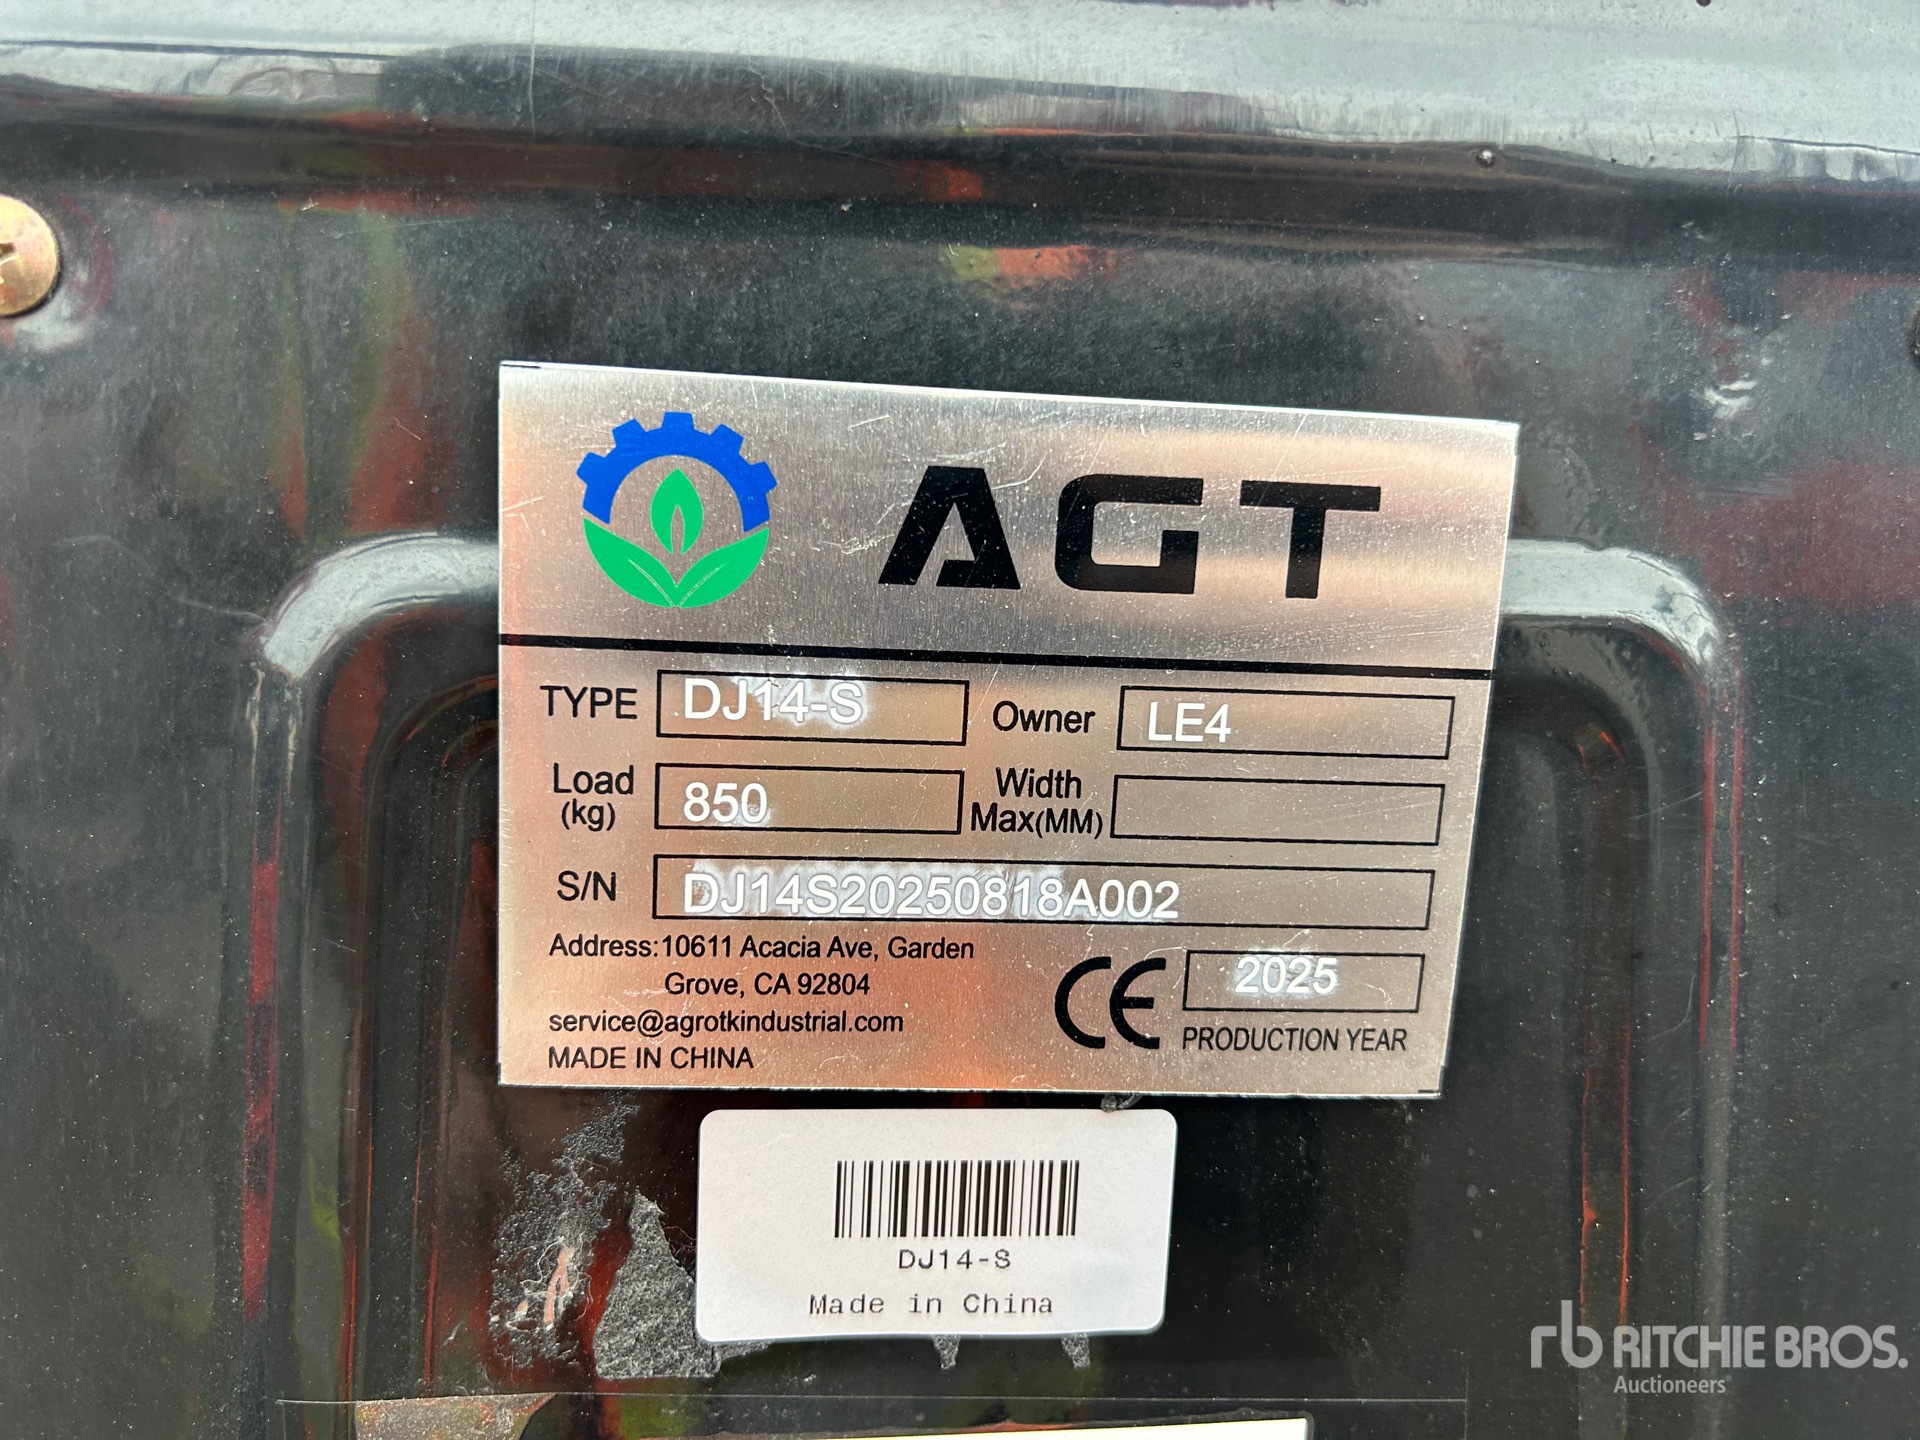 AGT
TYPE DJ14-S Owner LE4
Load (kg) 850 Width Max(MM)
S/N DJ14S20250818A002
Address:10611 Acacia Ave, Garden
Grove, CA 92804
service@agrotkindustrial.com
MADE IN CHINA
CE 2025
PRODUCTION YEAR
DJ14-S
Made in China
rb RITCHIE BROS.
Auctioneers